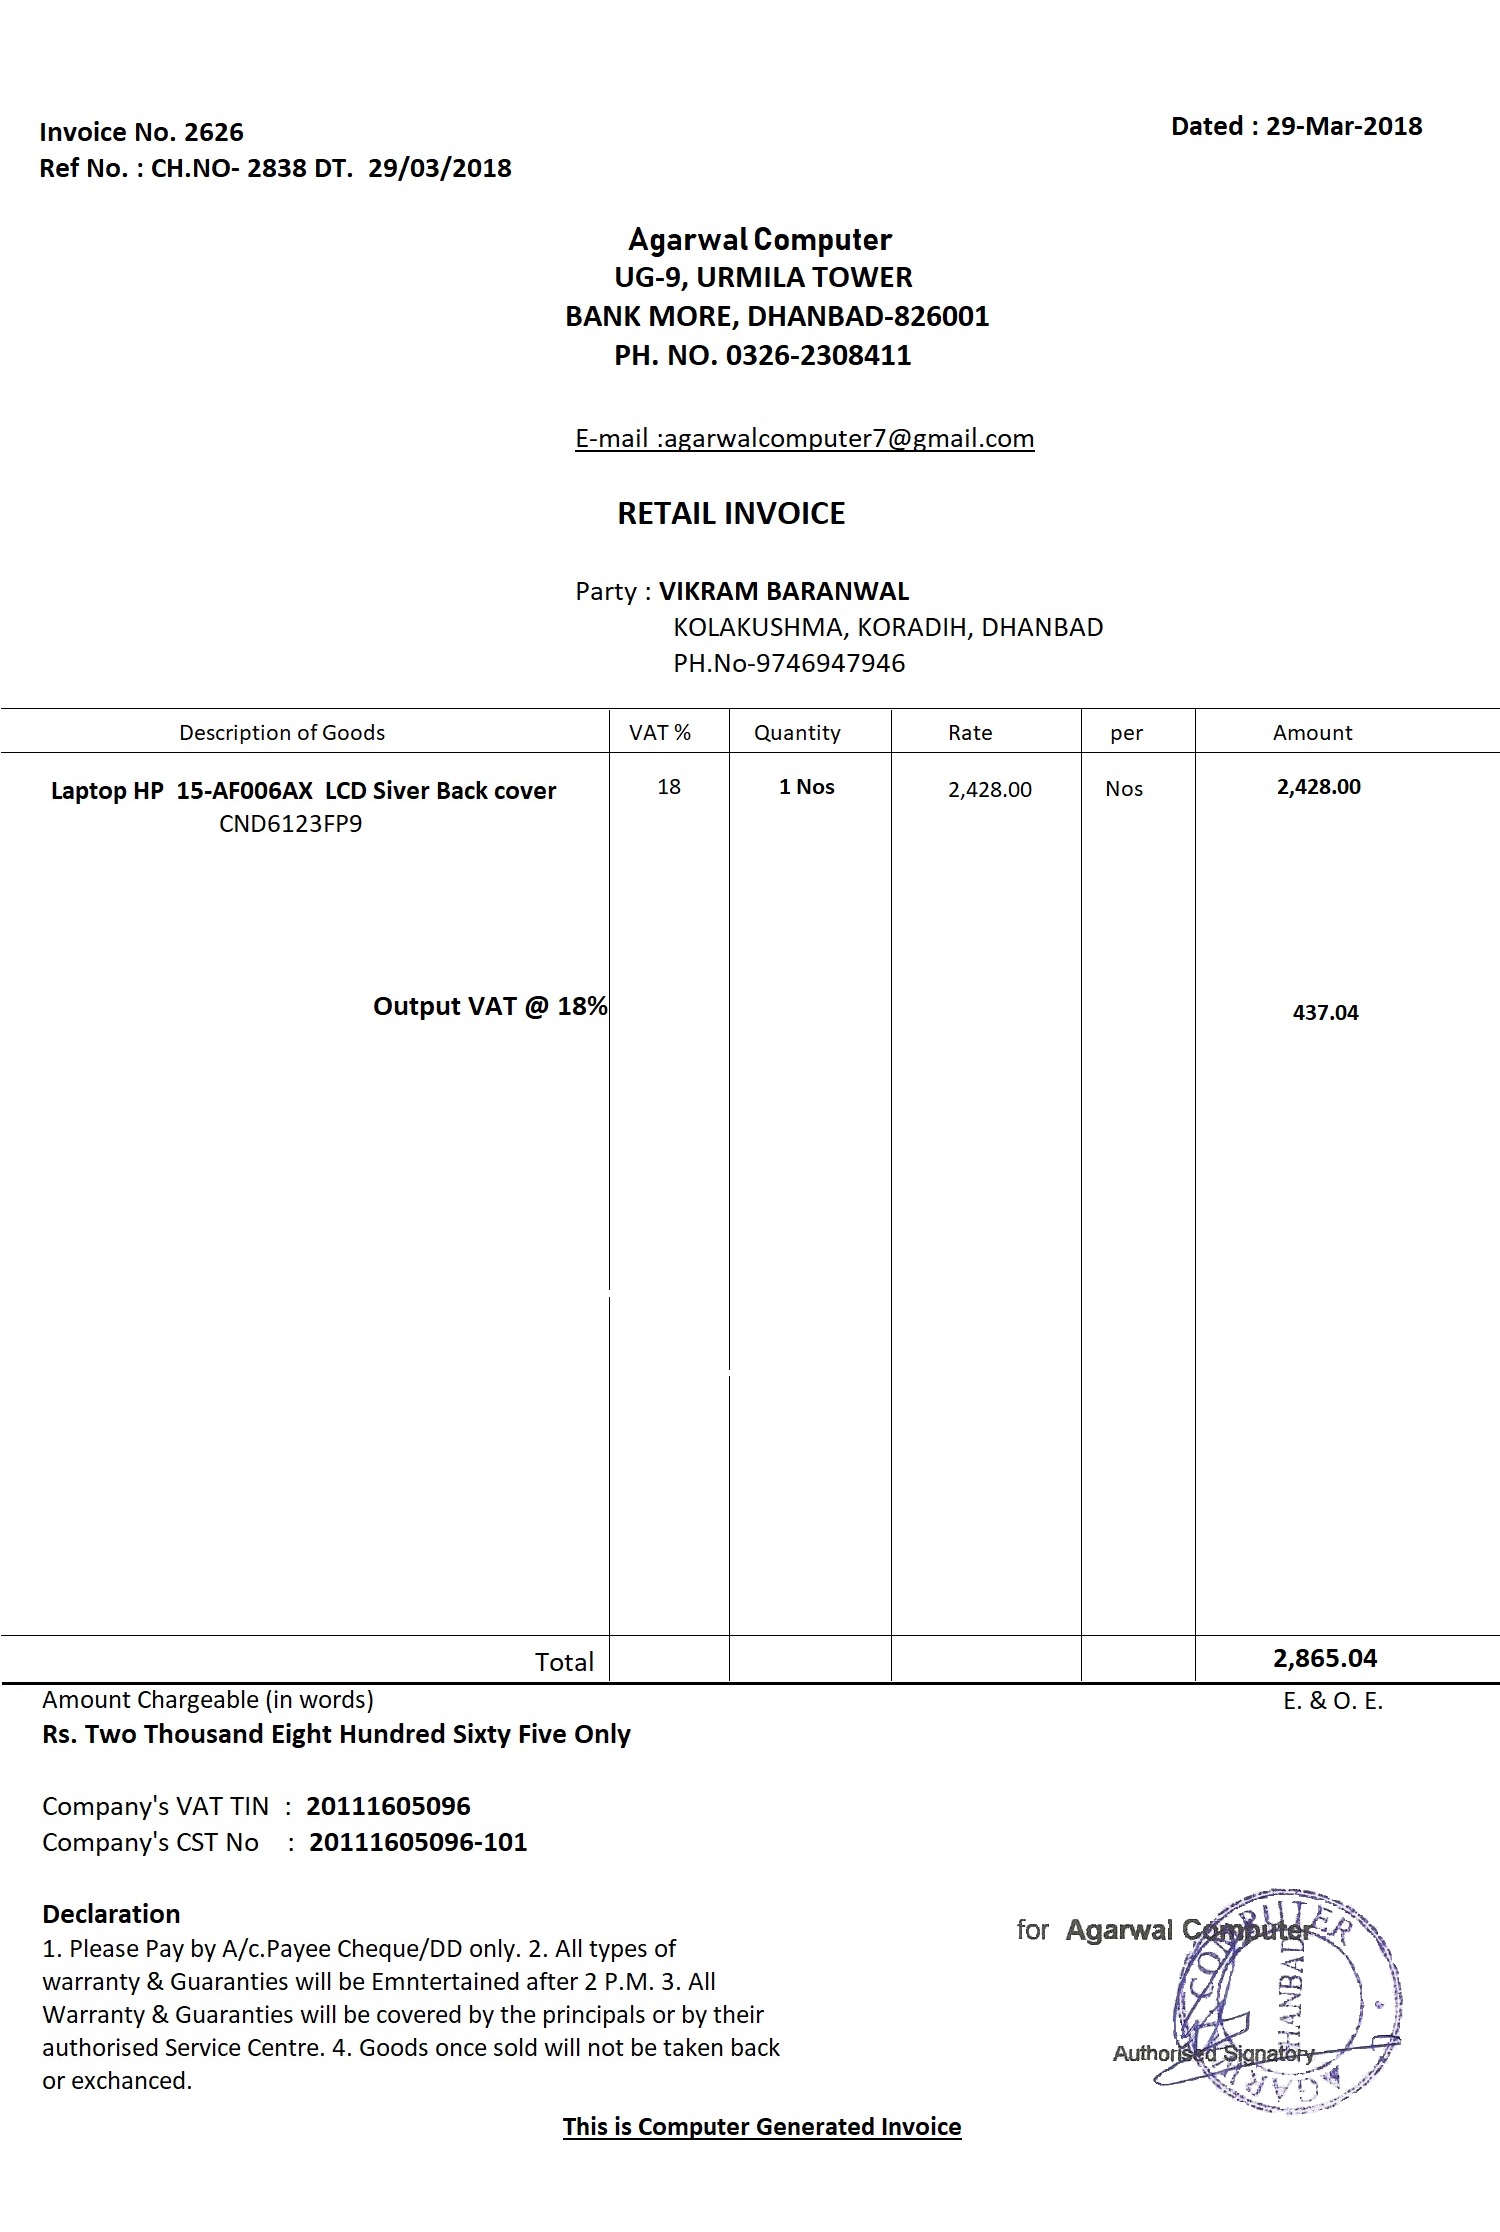 Invoice No. 2626
Dated : 29-Mar-2018
Ref No. : CH.NO- 2838 DT.  29/03/2018
Agarwal Computer
UG-9, URMILA TOWER
BANK MORE, DHANBAD-826001
PH. NO. 0326-2308411
E-mail :agarwalcomputer7@gmail.com
RETAIL INVOICE
Party : VIKRAM BARANWAL
KOLAKUSHMA, KORADIH, DHANBAD
PH.No-9746947946
Description of Goods VAT % Quantity Rate per Amount
Laptop HP  15-AF006AX  LCD Siver Back cover 18 1 Nos 2,428.00 Nos 2,428.00
CND6123FP9
Output VAT @ 18% 437.04
Total 2,865.04
Amount Chargeable (in words) E. & O. E.
Rs. Two Thousand Eight Hundred Sixty Five Only
Company's VAT TIN  :  20111605096
Company's CST No    :  20111605096-101
Declaration
1. Please Pay by A/c.Payee Cheque/DD only. 2. All types of
warranty & Guaranties will be Emntertained after 2 P.M. 3. All
Warranty & Guaranties will be covered by the principals or by their
authorised Service Centre. 4. Goods once sold will not be taken back
or exchanced.
for Agarwal Computer
Authorised Signatory
AGARWAL COMPUTER
DHANBAD
This is Computer Generated Invoice